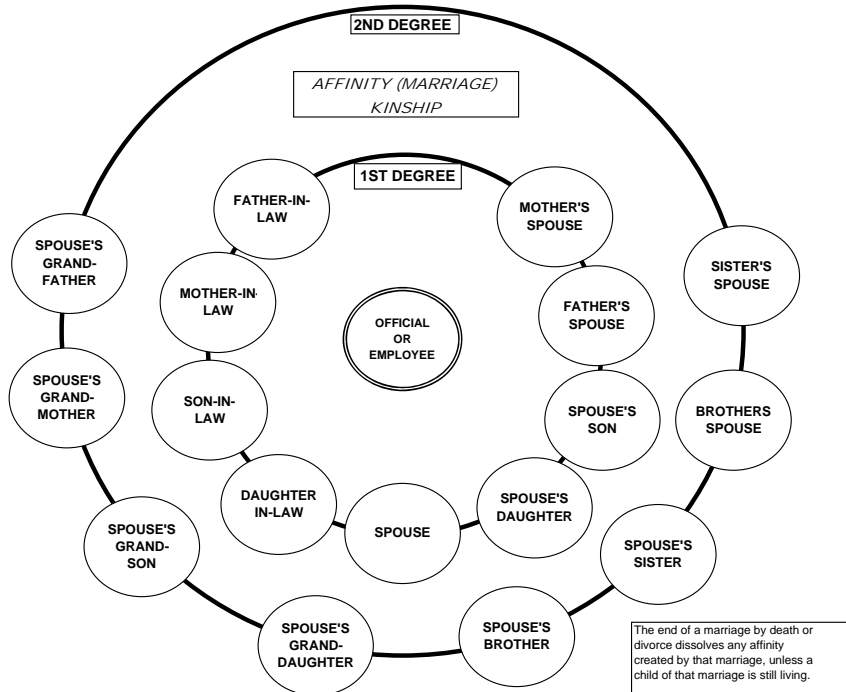 2ND DEGREE
AFFINITY (MARRIAGE)
KINSHIP
1ST DEGREE
FATHER-IN-
LAW
MOTHER'S
SPOUSE
SPOUSE'S
GRAND-
FATHER
SISTER'S
SPOUSE
MOTHER-IN-
LAW
FATHER'S
SPOUSE
OFFICIAL
OR
EMPLOYEE
SPOUSE'S
GRAND-
MOTHER
SON-IN-
LAW
SPOUSE'S
SON
BROTHERS
SPOUSE
DAUGHTER
IN-LAW
SPOUSE
SPOUSE'S
DAUGHTER
SPOUSE'S
GRAND-
SON
SPOUSE'S
SISTER
SPOUSE'S
GRAND-
DAUGHTER
SPOUSE'S
BROTHER
The end of a marriage by death or
divorce dissolves any affinity
created by that marriage, unless a
child of that marriage is still living.